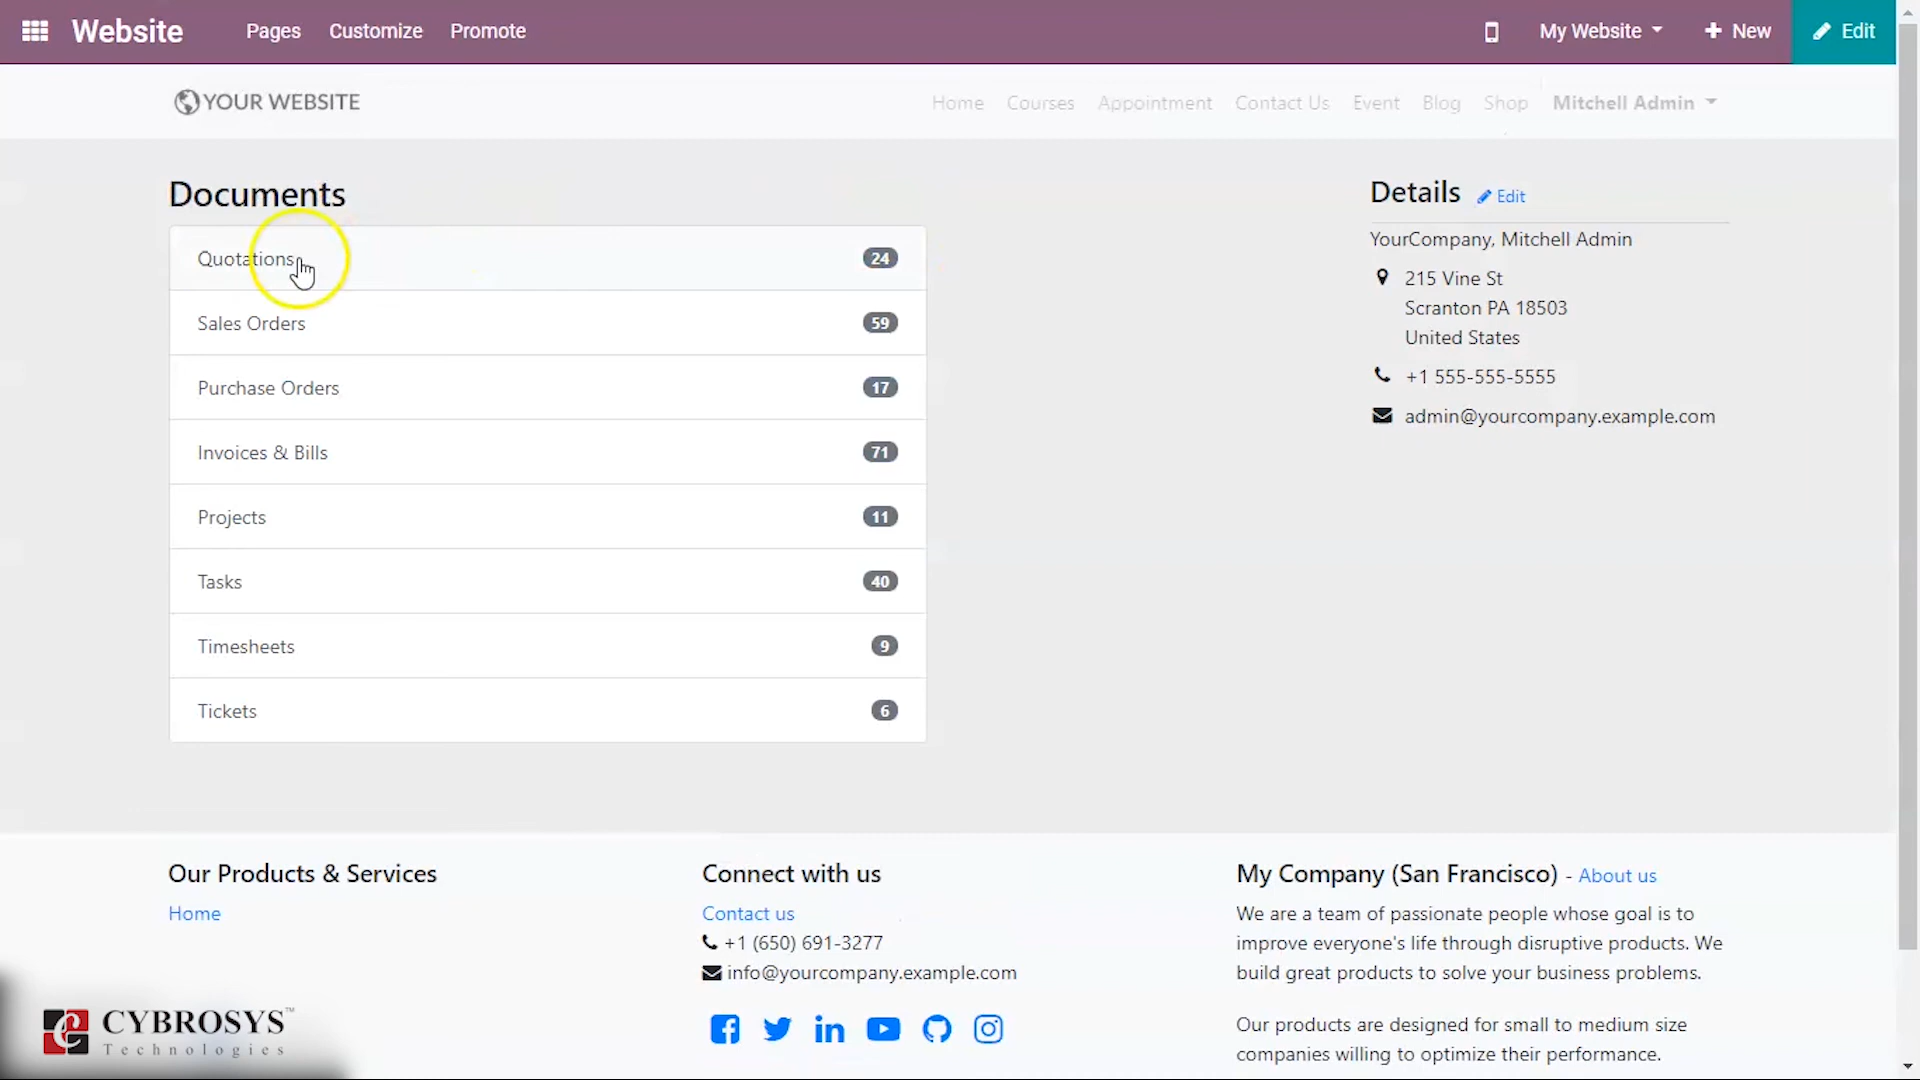 Website Pages Customize Promote My Website New Edit
YOUR WEBSITE Home Courses Appointment Contact Us Event Blog Shop Mitchell Admin
Documents
Quotations 24
Sales Orders 59
Purchase Orders 17
Invoices & Bills 71
Projects 11
Tasks 40
Timesheets 9
Tickets 6
Details Edit
YourCompany, Mitchell Admin
215 Vine St
Scranton PA 18503
United States
+1 555-555-5555
admin@yourcompany.example.com
Our Products & Services
Home
Connect with us
Contact us
+1 (650) 691-3277
info@yourcompany.example.com
My Company (San Francisco) - About us
We are a team of passionate people whose goal is to
improve everyone's life through disruptive products. We
build great products to solve your business problems.
Our products are designed for small to medium size
companies willing to optimize their performance.
CYBROSYS™
Technologies